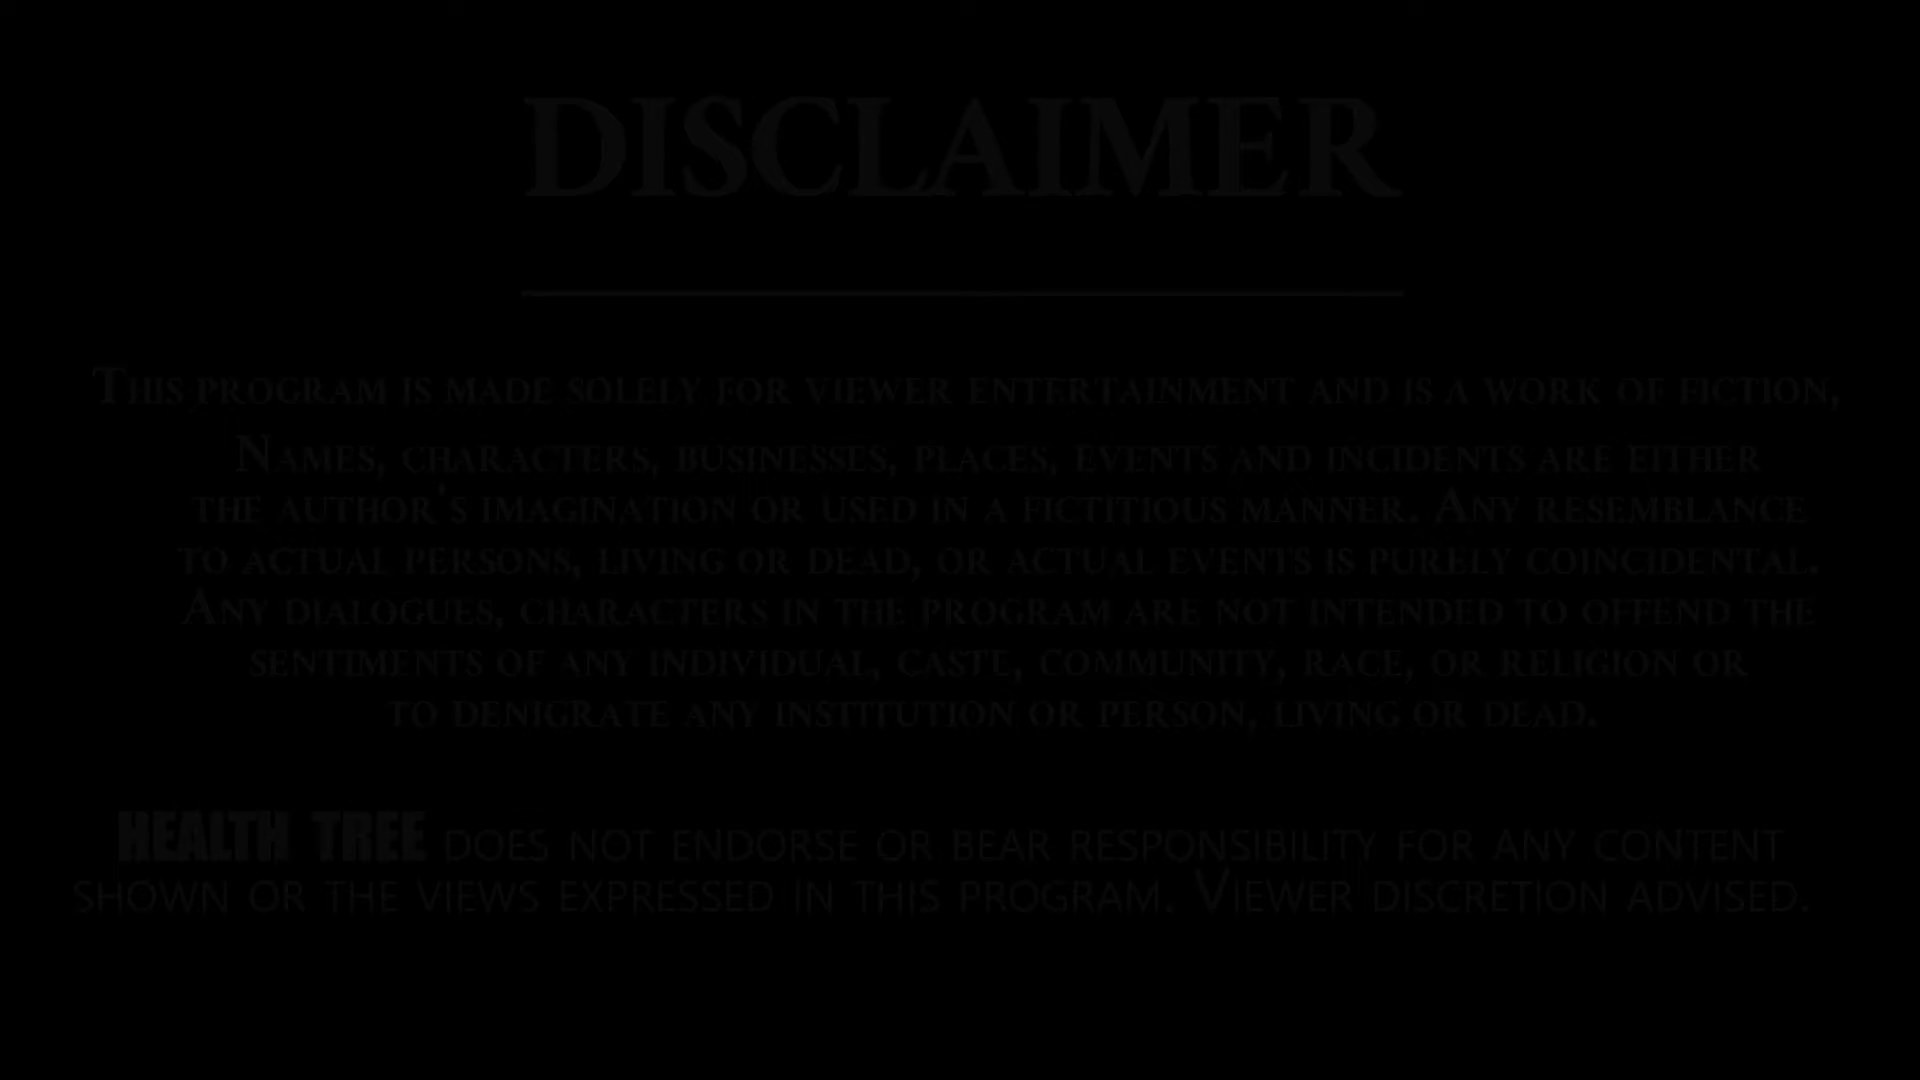 DISCLAIMER
THIS PROGRAM IS MADE SOLELY FOR VIEWER ENTERTAINMENT AND IS A WORK OF FICTION,
NAMES, CHARACTERS, BUSINESSES, PLACES, EVENTS AND INCIDENTS ARE EITHER
THE AUTHOR'S IMAGINATION OR USED IN A FICTITIOUS MANNER. ANY RESEMBLANCE
TO ACTUAL PERSONS, LIVING OR DEAD, OR ACTUAL EVENTS IS PURELY COINCIDENTAL.
ANY DIALOGUES, CHARACTERS IN THE PROGRAM ARE NOT INTENDED TO OFFEND THE
SENTIMENTS OF ANY INDIVIDUAL, CASTE, COMMUNITY, RACE, OR RELIGION OR
TO DENIGRATE ANY INSTITUTION OR PERSON, LIVING OR DEAD.
HEALTH TREE DOES NOT ENDORSE OR BEAR RESPONSIBILITY FOR ANY CONTENT
SHOWN OR THE VIEWS EXPRESSED IN THIS PROGRAM. VIEWER DISCRETION ADVISED.